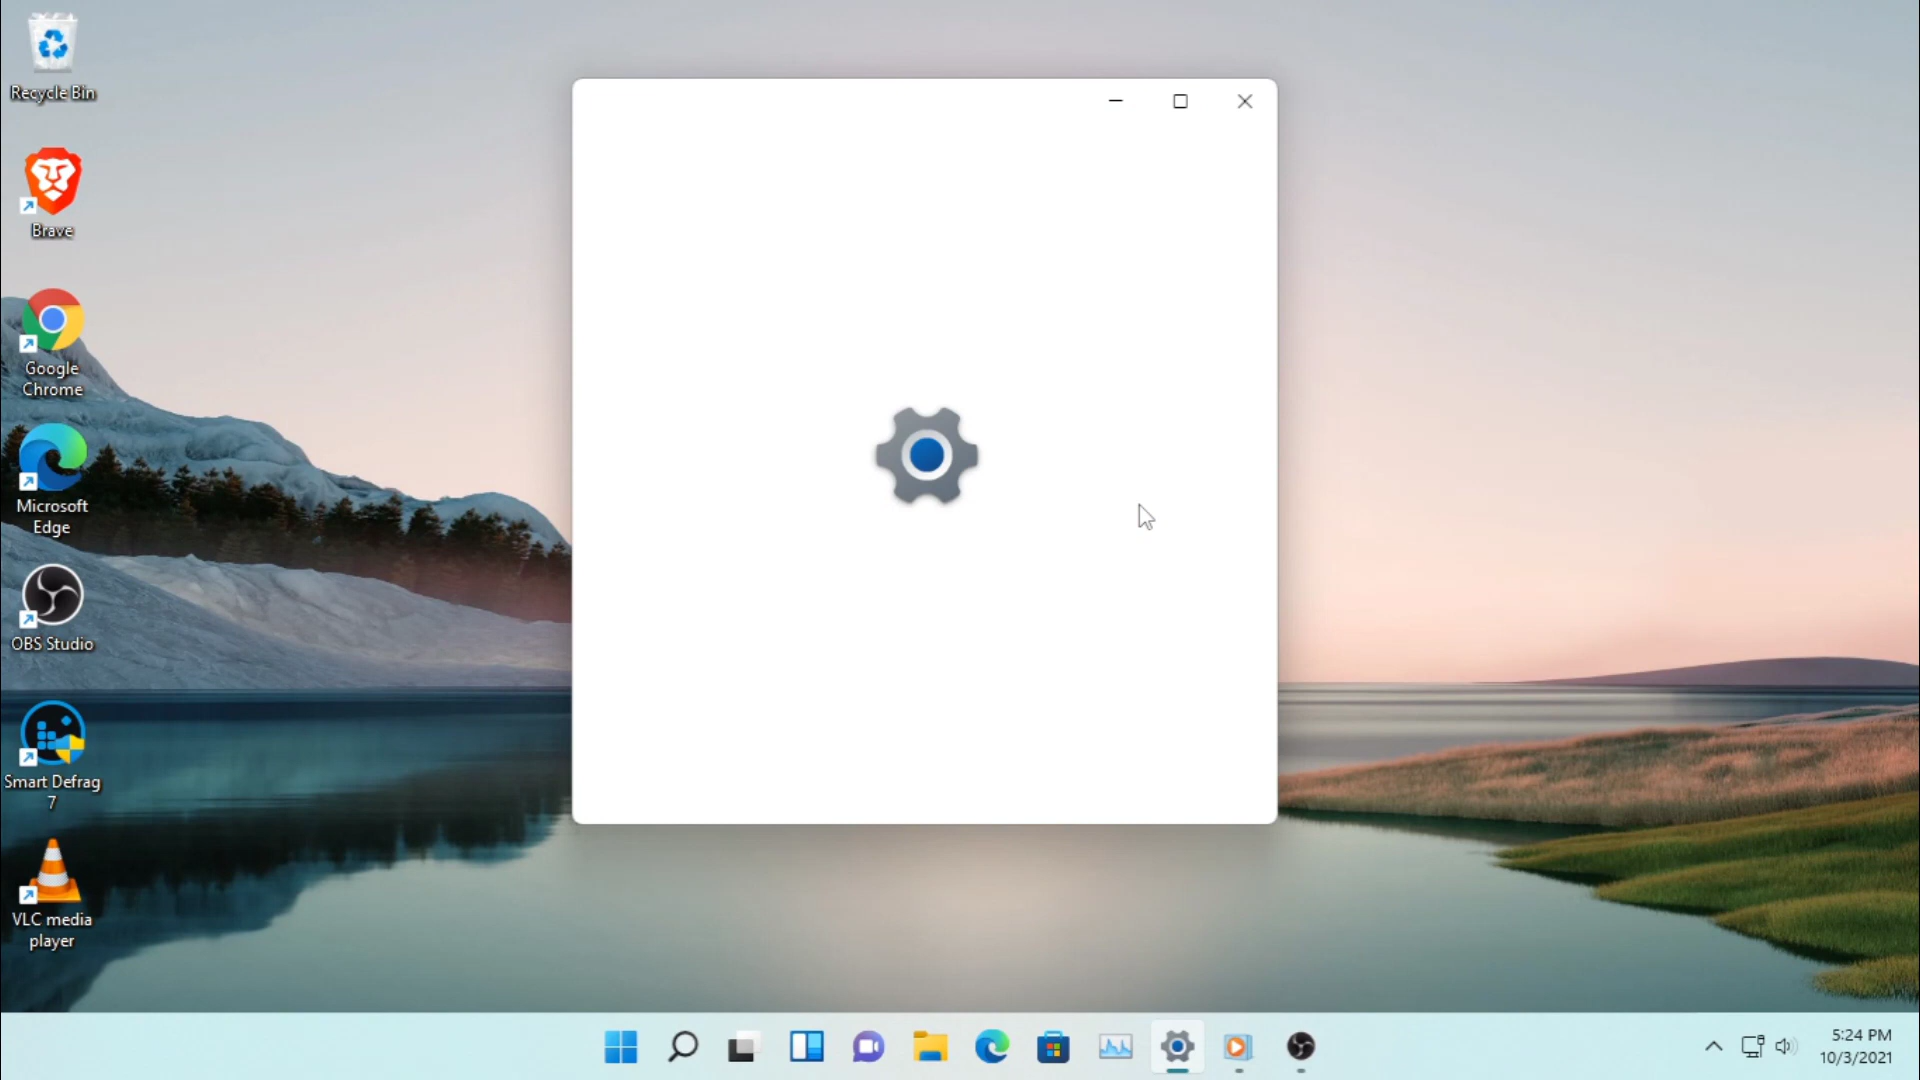 Recycle Bin
Brave
Google
Chrome
Microsoft
Edge
OBS Studio
Smart Defrag
7
VLC media
player
5:24 PM
10/3/2021